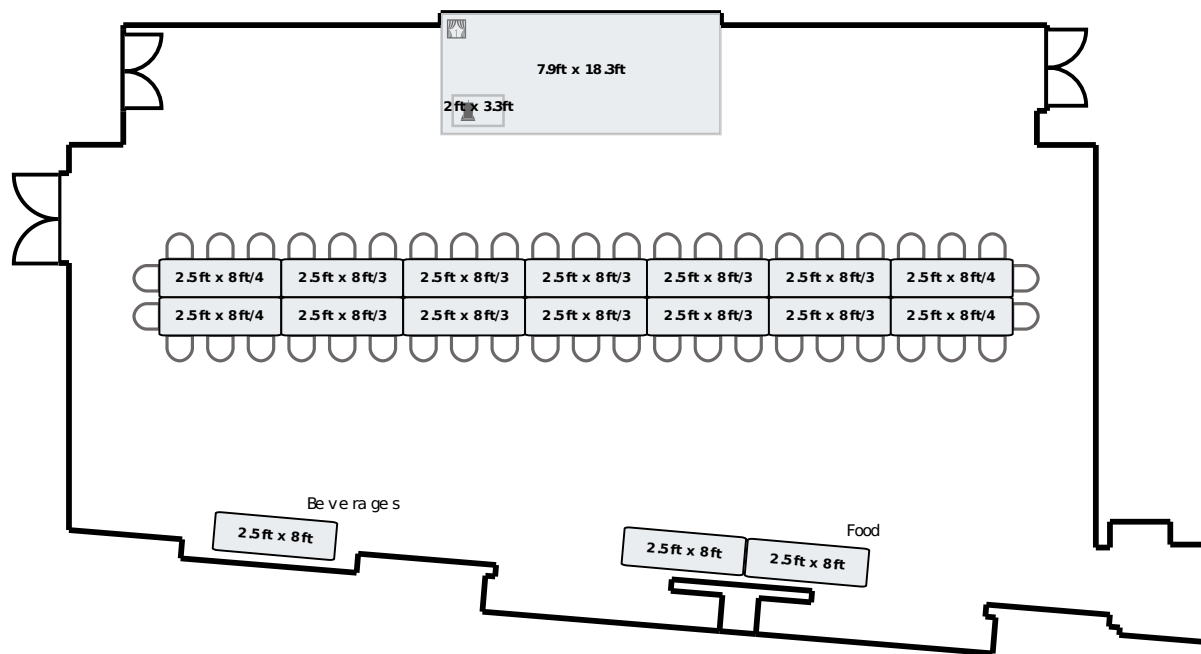 7.9ft x 18.3ft
2ft x 3.3ft
2.5ft x 8ft/4 2.5ft x 8ft/3 2.5ft x 8ft/3 2.5ft x 8ft/3 2.5ft x 8ft/3 2.5ft x 8ft/3 2.5ft x 8ft/4
2.5ft x 8ft/4 2.5ft x 8ft/3 2.5ft x 8ft/3 2.5ft x 8ft/3 2.5ft x 8ft/3 2.5ft x 8ft/3 2.5ft x 8ft/4
Beverages
2.5ft x 8ft
Food
2.5ft x 8ft 2.5ft x 8ft